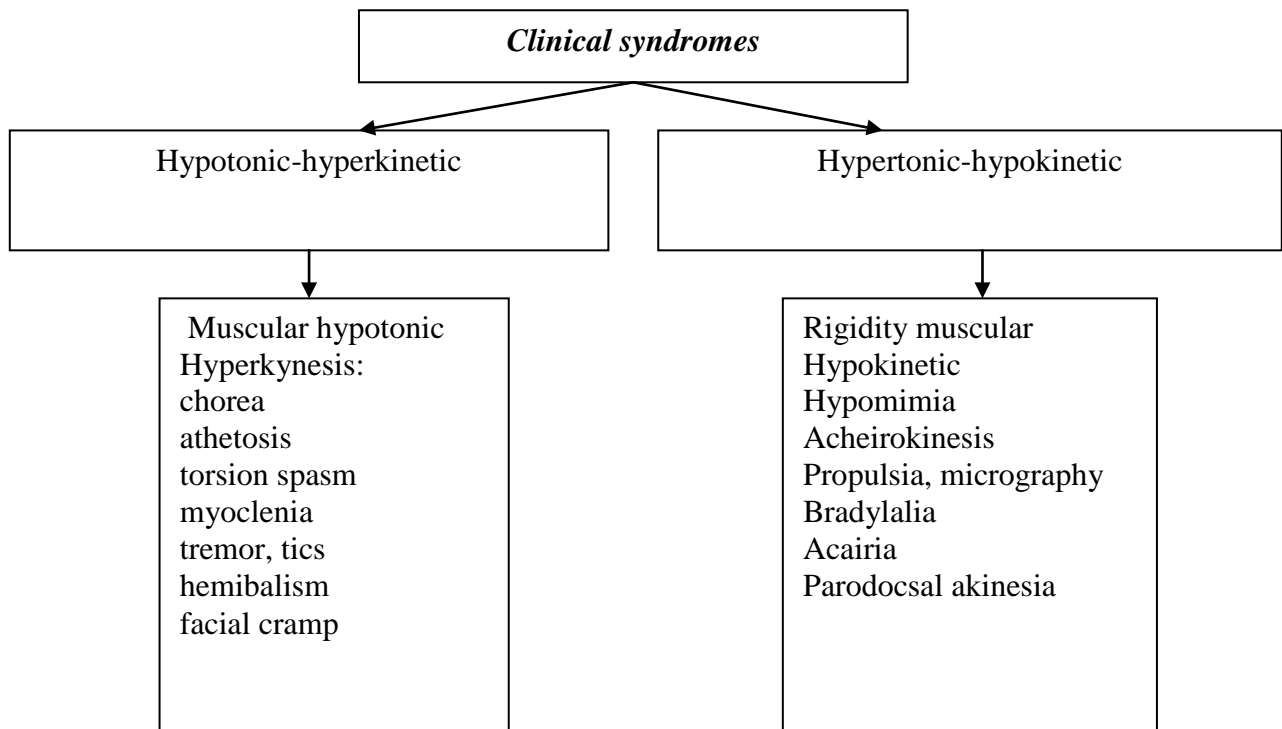 Clinical syndromes
Hypotonic-hyperkinetic
Hypertonic-hypokinetic
Muscular hypotonic
Hyperkynesis:
chorea
athetosis
torsion spasm
myoclenia
tremor, tics
hemibalism
facial cramp
Rigidity muscular
Hypokinetic
Hypomimia
Acheirokinesis
Propulsia, micrography
Bradylalia
Acairia
Parodocsal akinesia